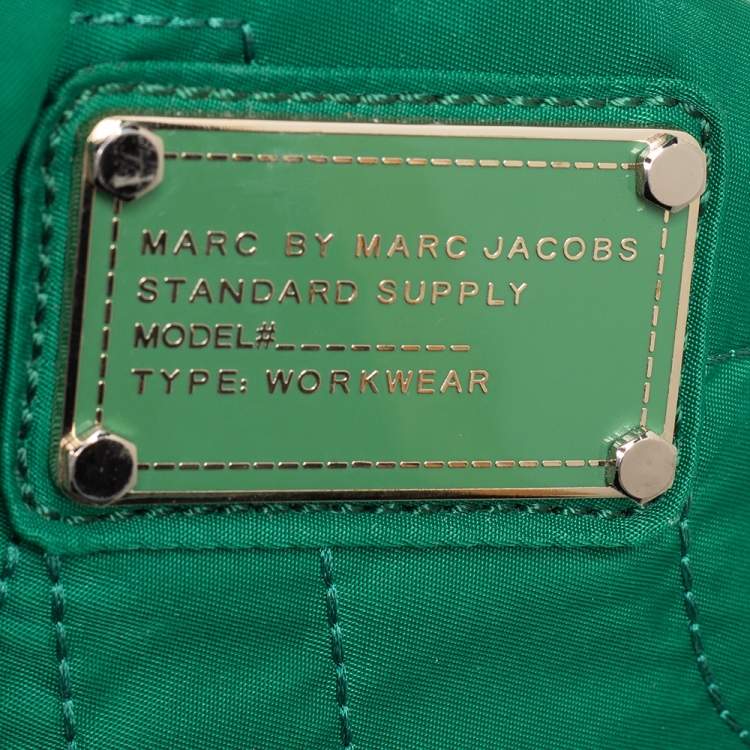 MARC BY MARC JACOBS
STANDARD SUPPLY
MODEL#_________
TYPE: WORKWEAR